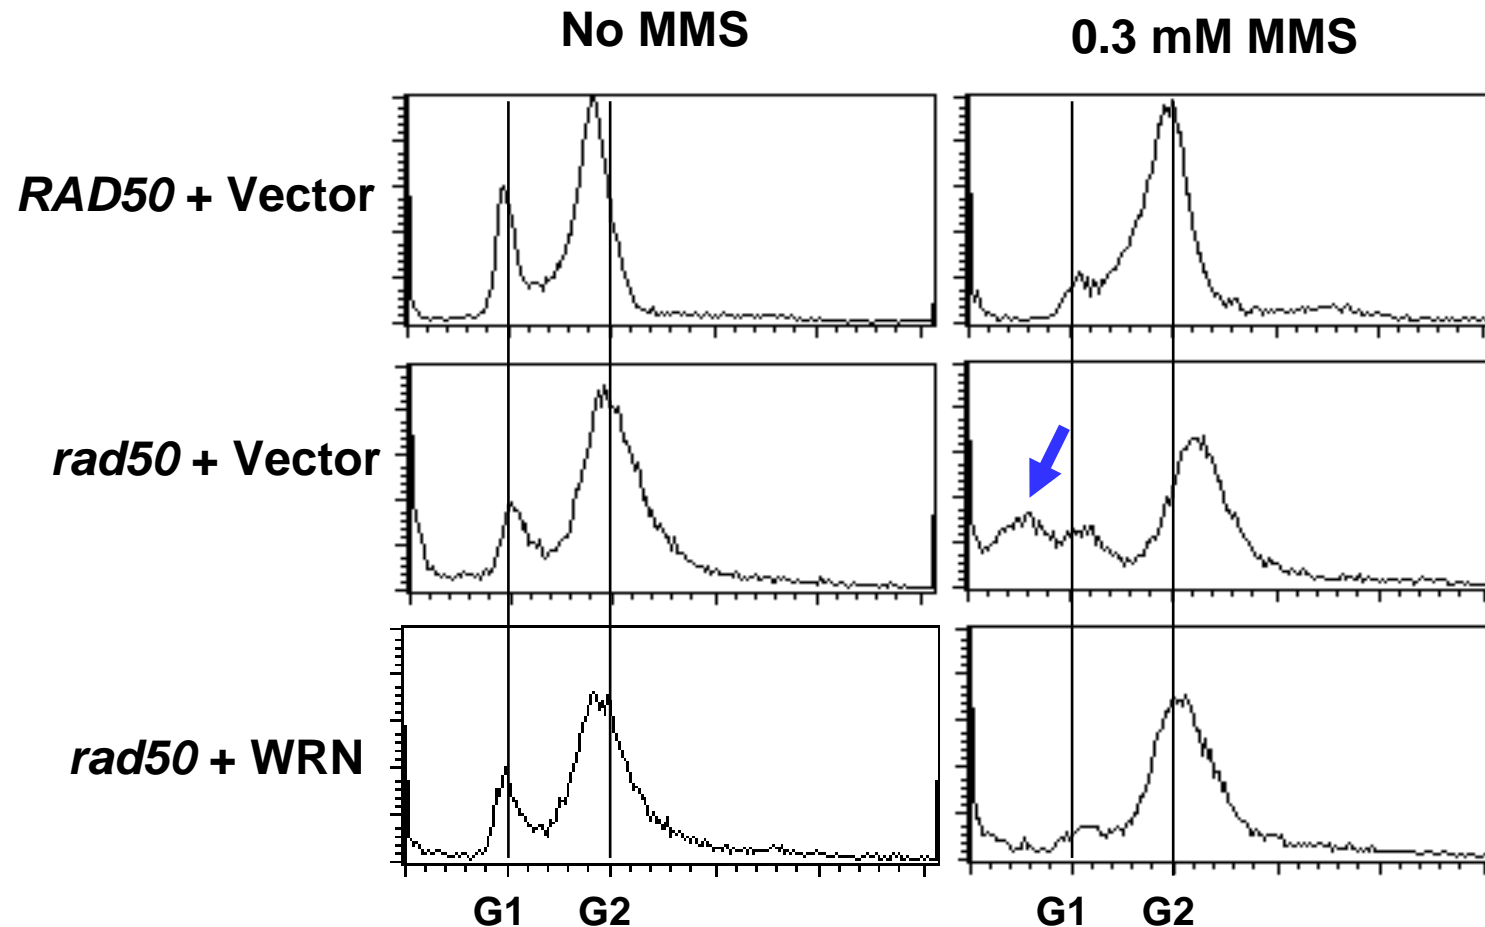 No MMS
0.3 mM MMS
RAD50 + Vector
rad50 + Vector
rad50 + WRN
G1 G2
G1 G2